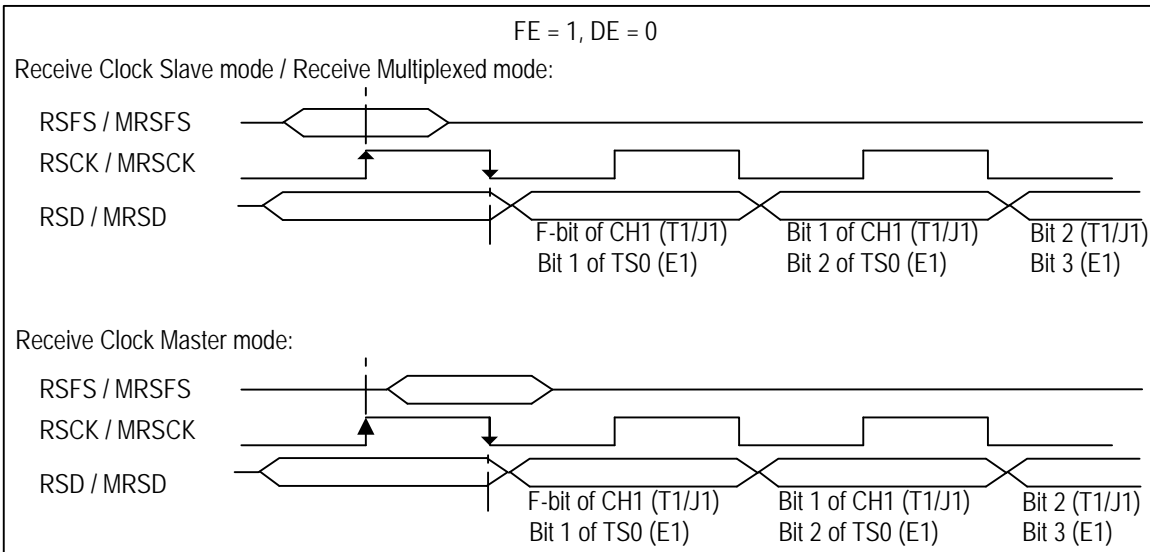 FE = 1, DE = 0
Receive Clock Slave mode / Receive Multiplexed mode:
RSFS / MRSFS
RSCK / MRSCK
RSD / MRSD
F-bit of CH1 (T1/J1) Bit 1 of CH1 (T1/J1) Bit 2 (T1/J1)
Bit 1 of TS0 (E1) Bit 2 of TS0 (E1) Bit 3 (E1)
Receive Clock Master mode:
RSFS / MRSFS
RSCK / MRSCK
RSD / MRSD
F-bit of CH1 (T1/J1) Bit 1 of CH1 (T1/J1) Bit 2 (T1/J1)
Bit 1 of TS0 (E1) Bit 2 of TS0 (E1) Bit 3 (E1)